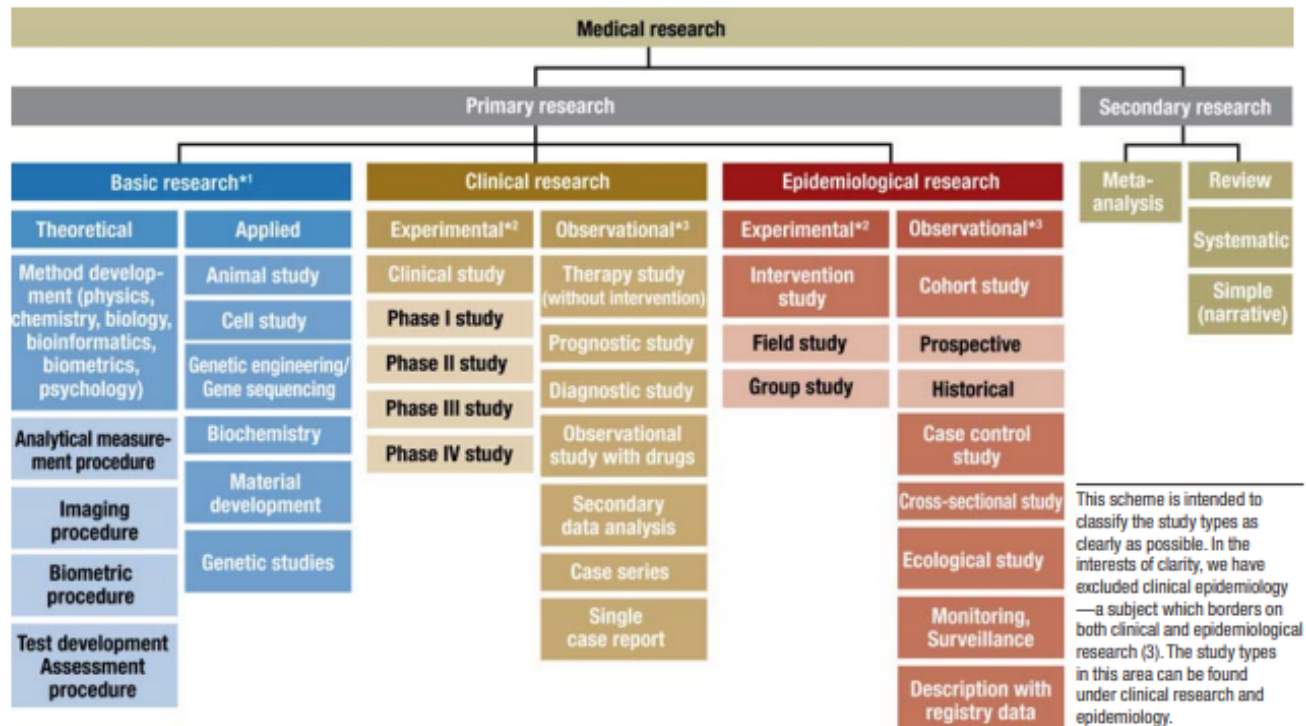 Medical research
Primary research
Secondary research
Basic research*1
Theoretical
Method develop-
ment (physics,
chemistry, biology,
bioinformatics,
biometrics,
psychology)
Analytical measure-
ment procedure
Imaging
procedure
Biometric
procedure
Test development
Assessment
procedure
Applied
Animal study
Cell study
Genetic engineering/
Gene sequencing
Biochemistry
Material
development
Genetic studies
Clinical research
Experimental*2
Clinical study
Phase I study
Phase II study
Phase III study
Phase IV study
Observational*3
Therapy study
(without intervention)
Prognostic study
Diagnostic study
Observational
study with drugs
Secondary
data analysis
Case series
Single
case report
Epidemiological research
Experimental*2
Intervention
study
Field study
Group study
Observational*3
Cohort study
Prospective
Historical
Case control
study
Cross-sectional study
Ecological study
Monitoring,
Surveillance
Description with
registry data
Meta-
analysis
Review
Systematic
Simple
(narrative)
This scheme is intended to
classify the study types as
clearly as possible. In the
interests of clarity, we have
excluded clinical epidemiology
—a subject which borders on
both clinical and epidemiological
research (3). The study types
in this area can be found
under clinical research and
epidemiology.